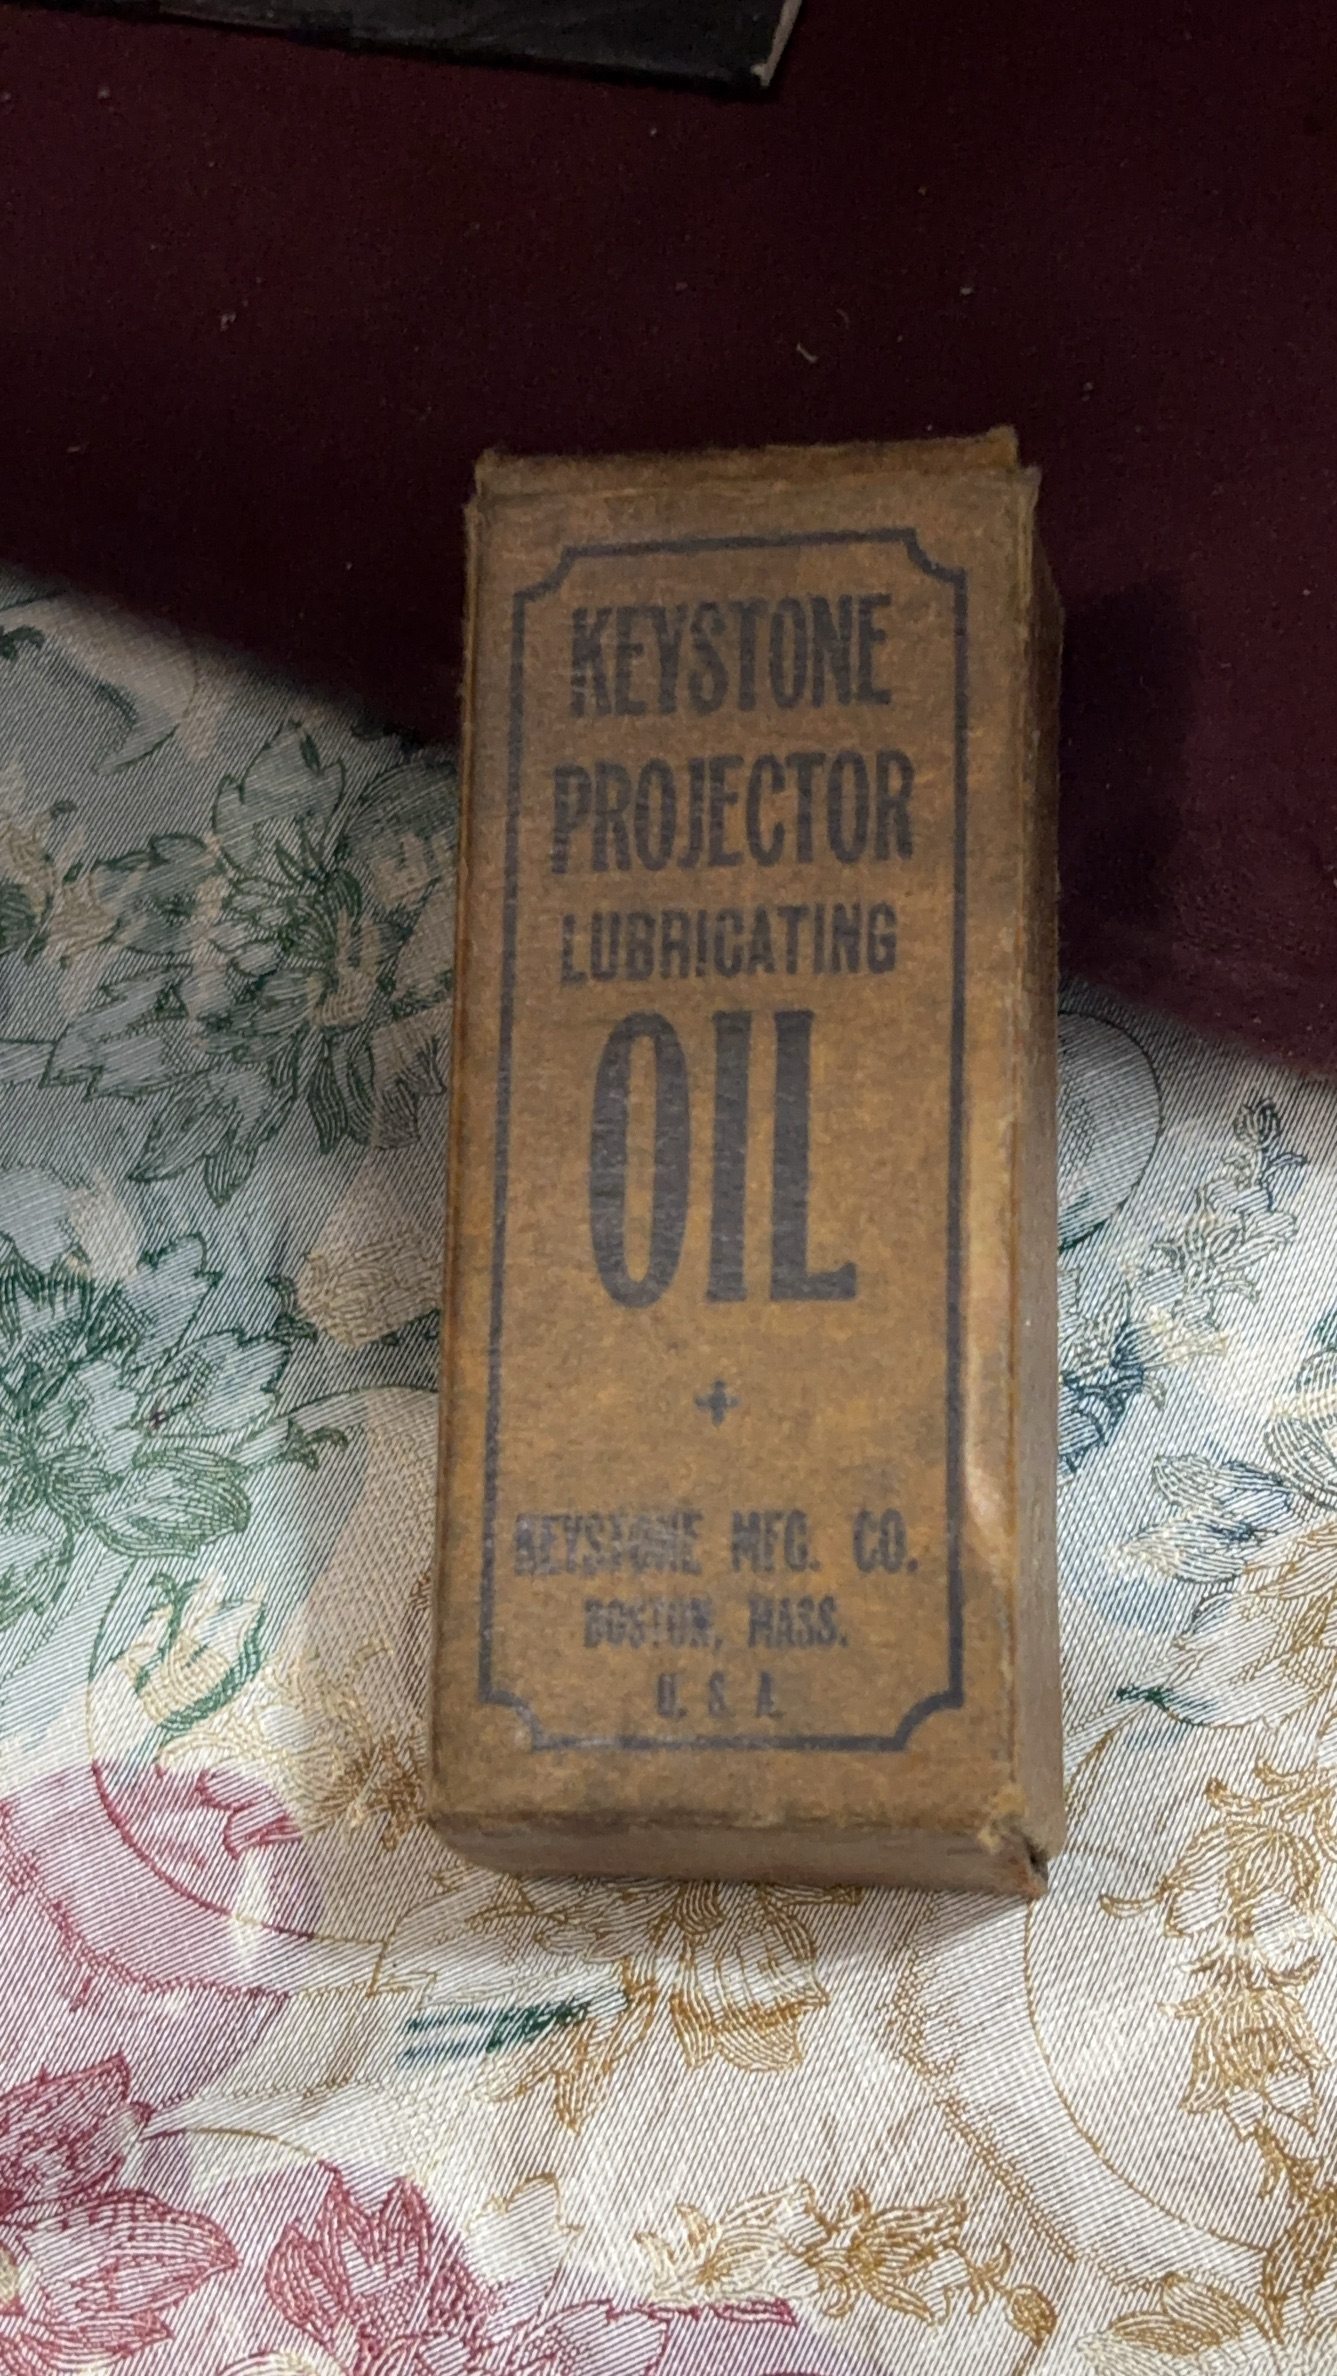 KEYSTONE
PROJECTOR
LUBRICATING
OIL
KEYSTONE MFG. CO.
BOSTON, MASS.
U. S. A.